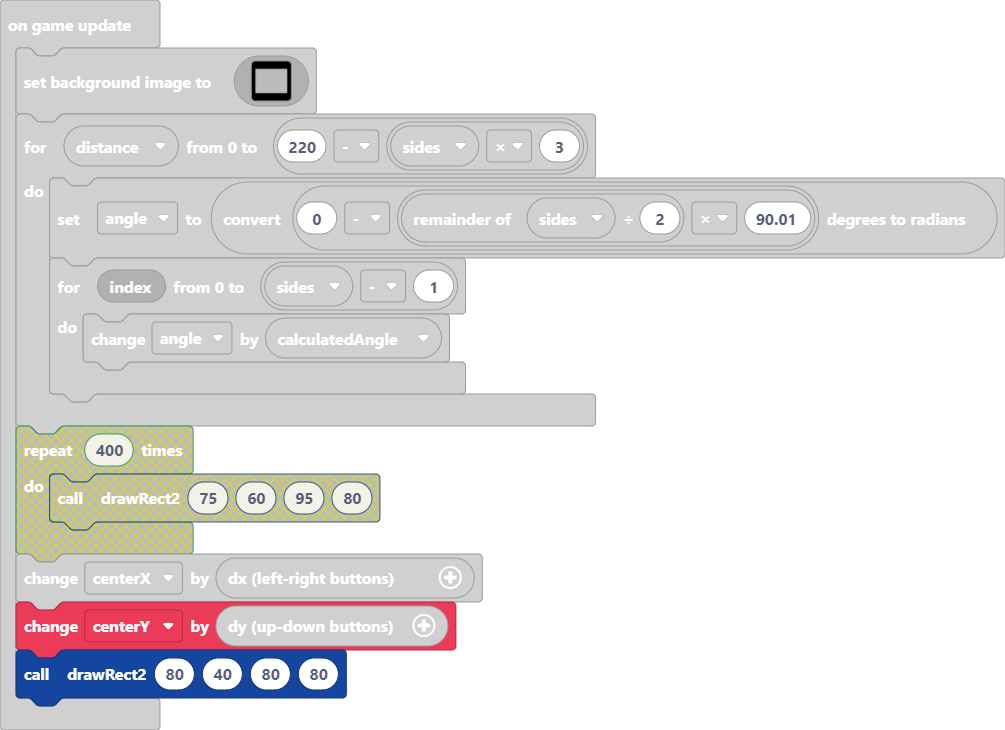 on game update
set background image to
for distance from 0 to 220 - sides × 3
do
set angle to convert 0 - remainder of sides ÷ 2 × 90.01 degrees to radians
for index from 0 to sides - 1
do
change angle by calculatedAngle
repeat 400 times
do
call drawRect2 75 60 95 80
change centerX by dx (left-right buttons)
change centerY by dy (up-down buttons)
call drawRect2 80 40 80 80